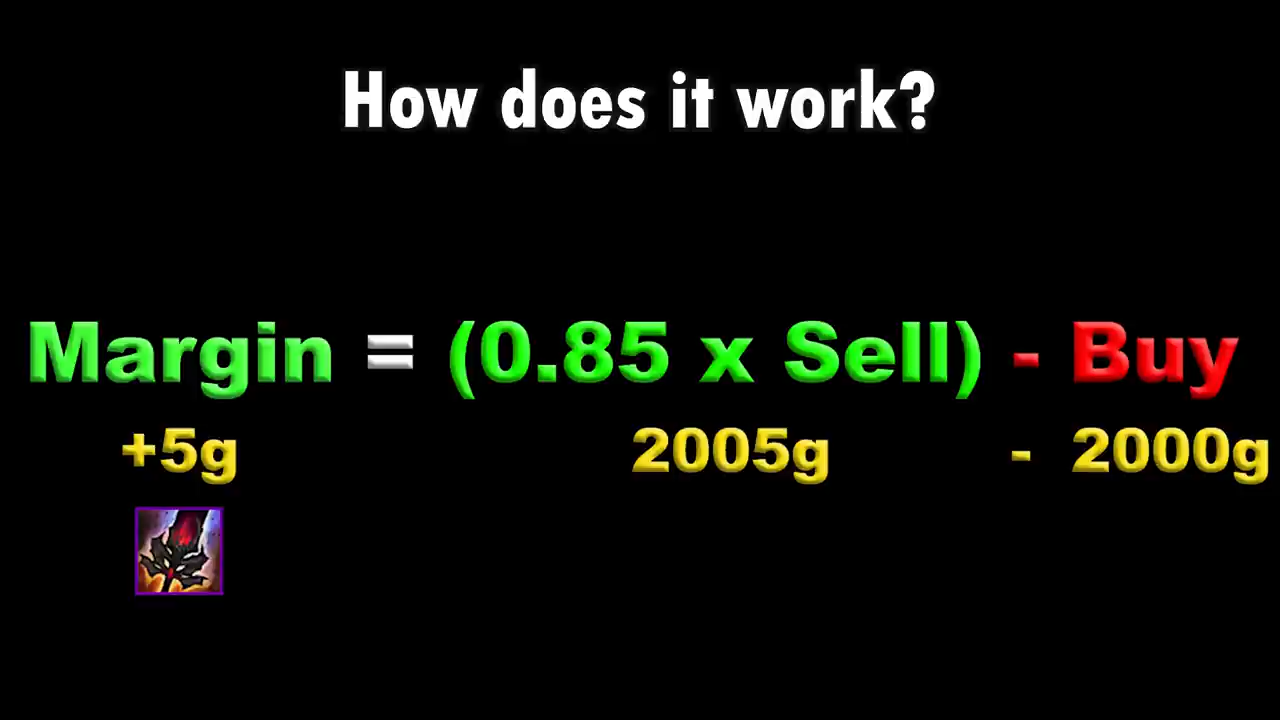 How does it work?
Margin = (0.85 x Sell) - Buy
+5g 2005g - 2000g